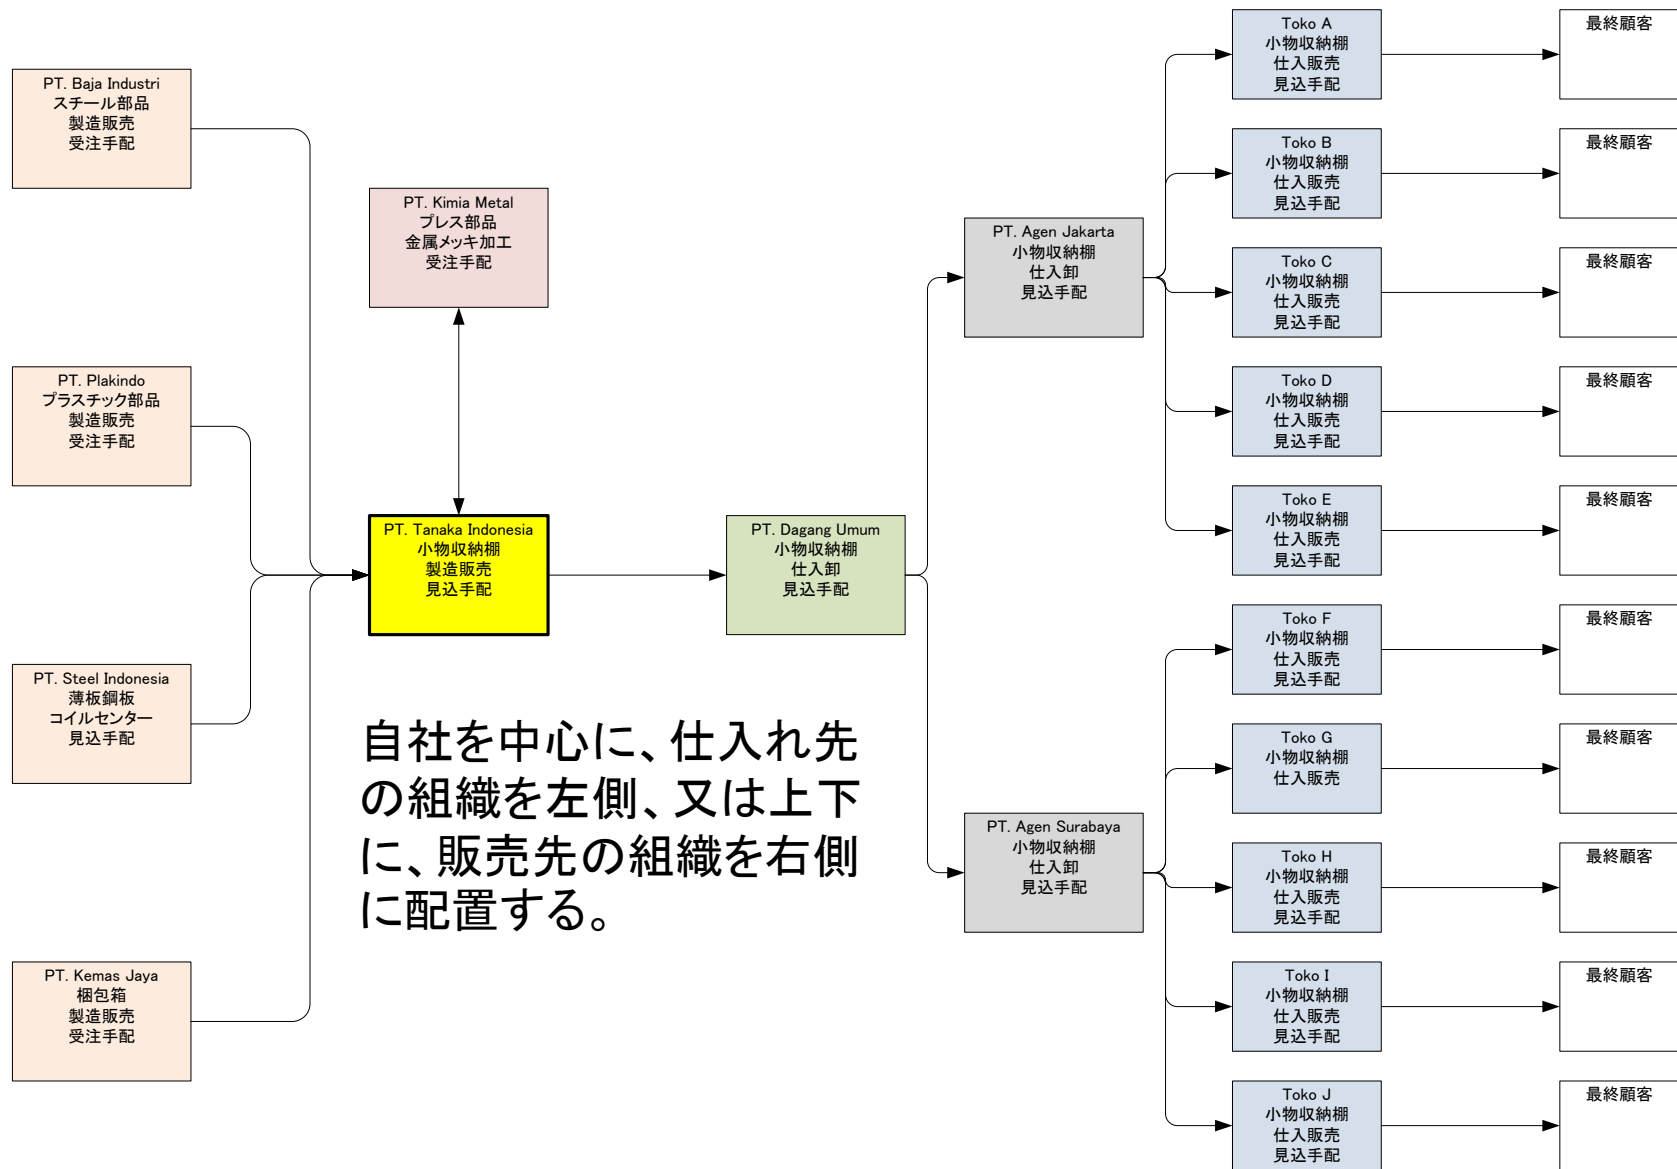 PT. Baja Industri
スチール部品
製造販売
受注手配
PT. Plakindo
プラスチック部品
製造販売
受注手配
PT. Steel Indonesia
薄板鋼板
コイルセンター
見込手配
PT. Kemas Jaya
梱包箱
製造販売
受注手配
PT. Kimia Metal
プレス部品
金属メッキ加工
受注手配
PT. Tanaka Indonesia
小物収納棚
製造販売
見込手配
自社を中心に、仕入れ先
の組織を左側、又は上下
に、販売先の組織を右側
に配置する。
PT. Dagang Umum
小物収納棚
仕入卸
見込手配
PT. Agen Jakarta
小物収納棚
仕入卸
見込手配
PT. Agen Surabaya
小物収納棚
仕入卸
見込手配
Toko A
小物収納棚
仕入販売
見込手配
最終顧客
Toko B
小物収納棚
仕入販売
見込手配
最終顧客
Toko C
小物収納棚
仕入販売
見込手配
最終顧客
Toko D
小物収納棚
仕入販売
見込手配
最終顧客
Toko E
小物収納棚
仕入販売
見込手配
最終顧客
Toko F
小物収納棚
仕入販売
見込手配
最終顧客
Toko G
小物収納棚
仕入販売
最終顧客
Toko H
小物収納棚
仕入販売
見込手配
最終顧客
Toko I
小物収納棚
仕入販売
見込手配
最終顧客
Toko J
小物収納棚
仕入販売
見込手配
最終顧客